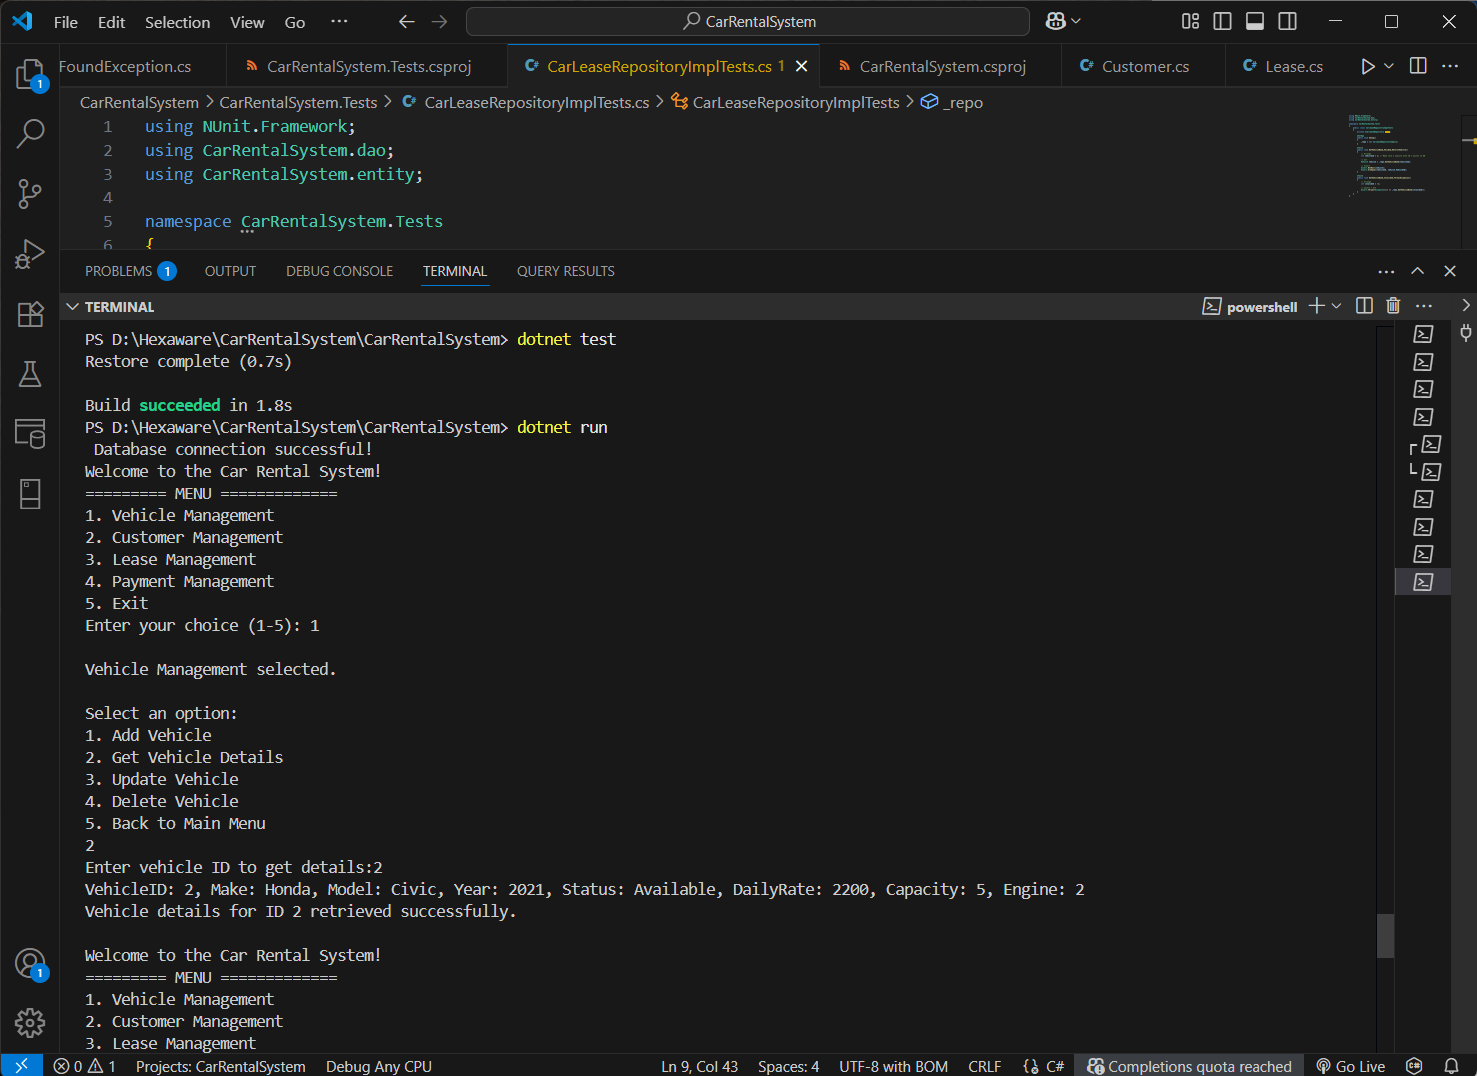 File Edit Selection View Go ··· CarRentalSystem
FoundException.cs CarRentalSystem.Tests.csproj CarLeaseRepositoryImplTests.cs 1 CarRentalSystem.csproj Customer.cs Lease.cs
CarRentalSystem > CarRentalSystem.Tests > CarLeaseRepositoryImplTests.cs > CarLeaseRepositoryImplTests > _repo
1 using NUnit.Framework;
2 using CarRentalSystem.dao;
3 using CarRentalSystem.entity;
4
5 namespace CarRentalSystem.Tests
6 {
PROBLEMS 1 OUTPUT DEBUG CONSOLE TERMINAL QUERY RESULTS
TERMINAL powershell
PS D:\Hexaware\CarRentalSystem\CarRentalSystem> dotnet test
Restore complete (0.7s)
Build succeeded in 1.8s
PS D:\Hexaware\CarRentalSystem\CarRentalSystem> dotnet run
Database connection successful!
Welcome to the Car Rental System!
========= MENU =============
1. Vehicle Management
2. Customer Management
3. Lease Management
4. Payment Management
5. Exit
Enter your choice (1-5): 1
Vehicle Management selected.
Select an option:
1. Add Vehicle
2. Get Vehicle Details
3. Update Vehicle
4. Delete Vehicle
5. Back to Main Menu
2
Enter vehicle ID to get details:2
VehicleID: 2, Make: Honda, Model: Civic, Year: 2021, Status: Available, DailyRate: 2200, Capacity: 5, Engine: 2
Vehicle details for ID 2 retrieved successfully.
Welcome to the Car Rental System!
========= MENU =============
1. Vehicle Management
2. Customer Management
3. Lease Management
1
1
0 1 Projects: CarRentalSystem Debug Any CPU Ln 9, Col 43 Spaces: 4 UTF-8 with BOM CRLF {} C# Completions quota reached Go Live